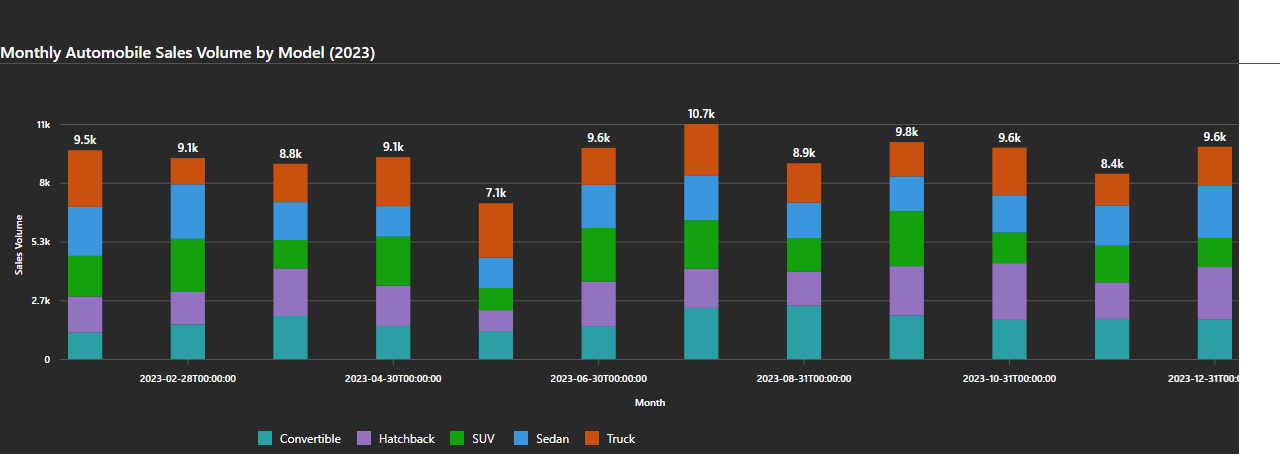 Monthly Automobile Sales Volume by Model (2023)
10.7k
11k
9.5k
9.1k
8.8k
9.1k
9.6k
8.9k
9.8k
9.6k
8.4k
9.6k
8k
7.1k
5.3k
Sales Volume
2.7k
0
2023-02-28T00:00:00 2023-04-30T00:00:00 2023-06-30T00:00:00 2023-08-31T00:00:00 2023-10-31T00:00:00 2023-12-31T00:0
Month
Convertible Hatchback SUV Sedan Truck